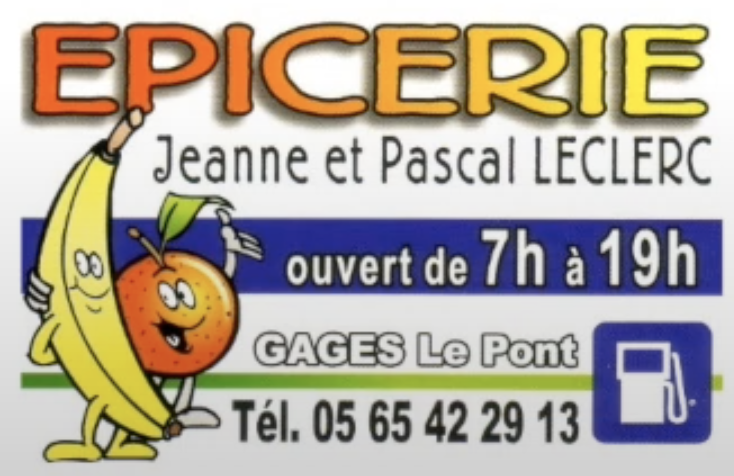 EPICERIE
Jeanne et Pascal LECLERC
ouvert de 7h à 19h
GAGES Le Pont
Tél. 05 65 42 29 13